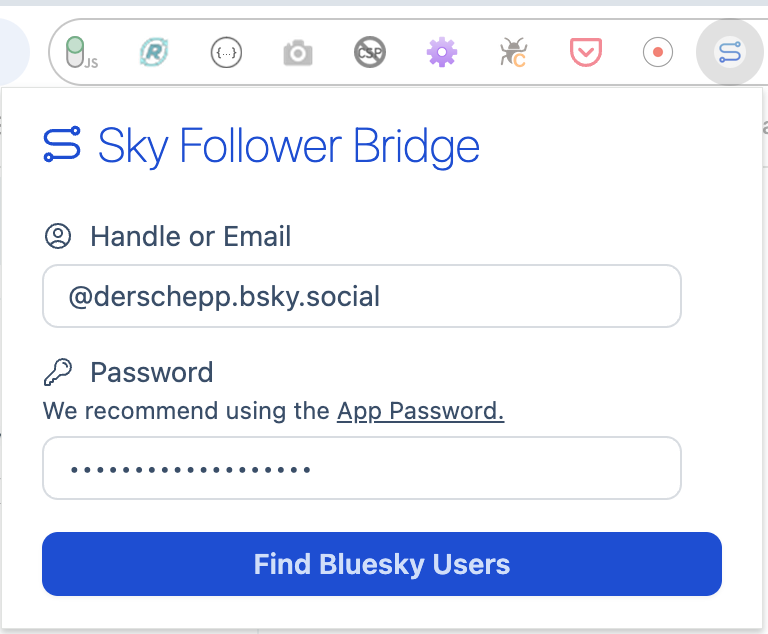 JS
R
{...}
CSP
C
Sky Follower Bridge
Handle or Email
@derschepp.bsky.social
Password
We recommend using the App Password.
•••••••••••••••••••
Find Bluesky Users